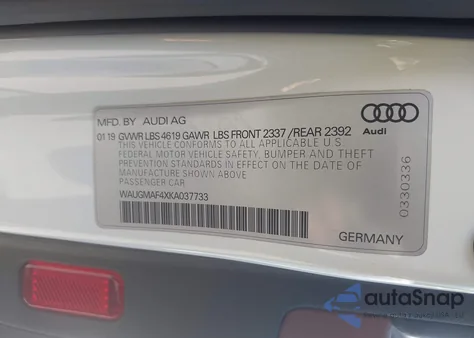 MFD. BY AUDI AG
01 19 GVWR LBS 4619 GAWR LBS FRONT 2337 / REAR 2392
THIS VEHICLE CONFORMS TO ALL APPLICABLE U S
FEDERAL MOTOR VEHICLE SAFETY, BUMPER AND THEFT
PREVENTION STANDARDS IN EFFECT ON THE DATE OF
MANUFACTURE SHOWN ABOVE
PASSENGER CAR
WAUGMAF4XKA037733
Audi
0330336
GERMANY
autoSnap